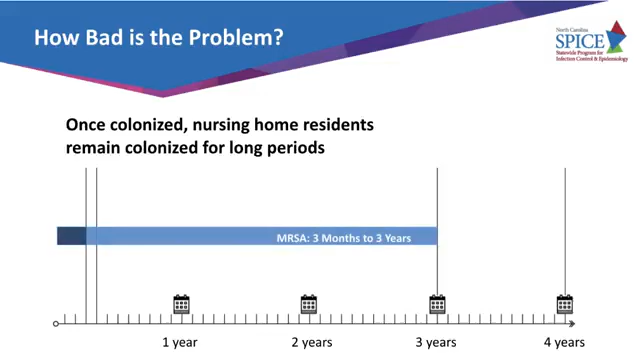 How Bad is the Problem?
North Carolina
SPICE
Statewide Program for
Infection Control & Epidemiology
Once colonized, nursing home residents
remain colonized for long periods
MRSA: 3 Months to 3 Years
1 year 2 years 3 years 4 years